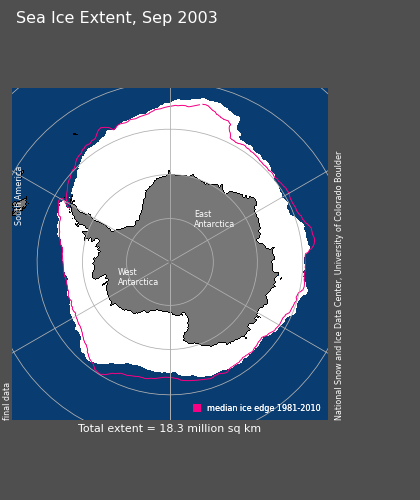 Sea Ice Extent, Sep 2003
South America
East
Antarctica
West
Antarctica
National Snow and Ice Data Center, University of Colorado Boulder
final data
median ice edge 1981-2010
Total extent = 18.3 million sq km